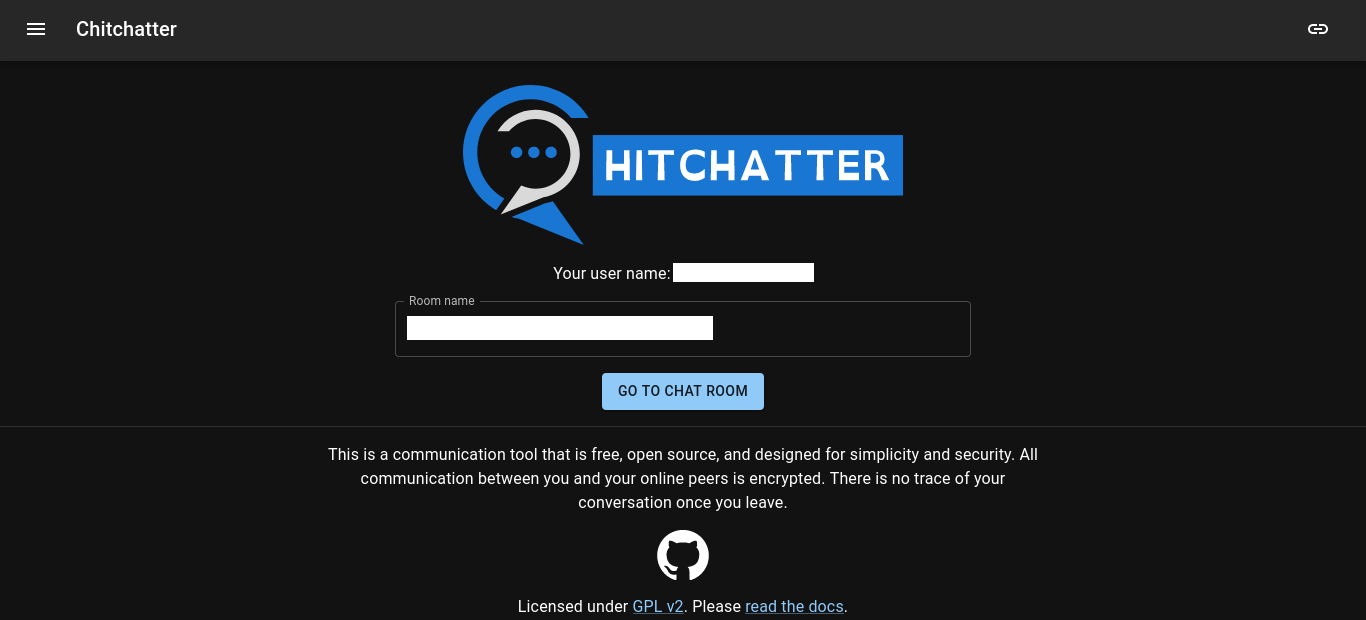 Chitchatter
HITCHATTER
Your user name:
Room name
GO TO CHAT ROOM
This is a communication tool that is free, open source, and designed for simplicity and security. All
communication between you and your online peers is encrypted. There is no trace of your
conversation once you leave.
Licensed under GPL v2. Please read the docs.